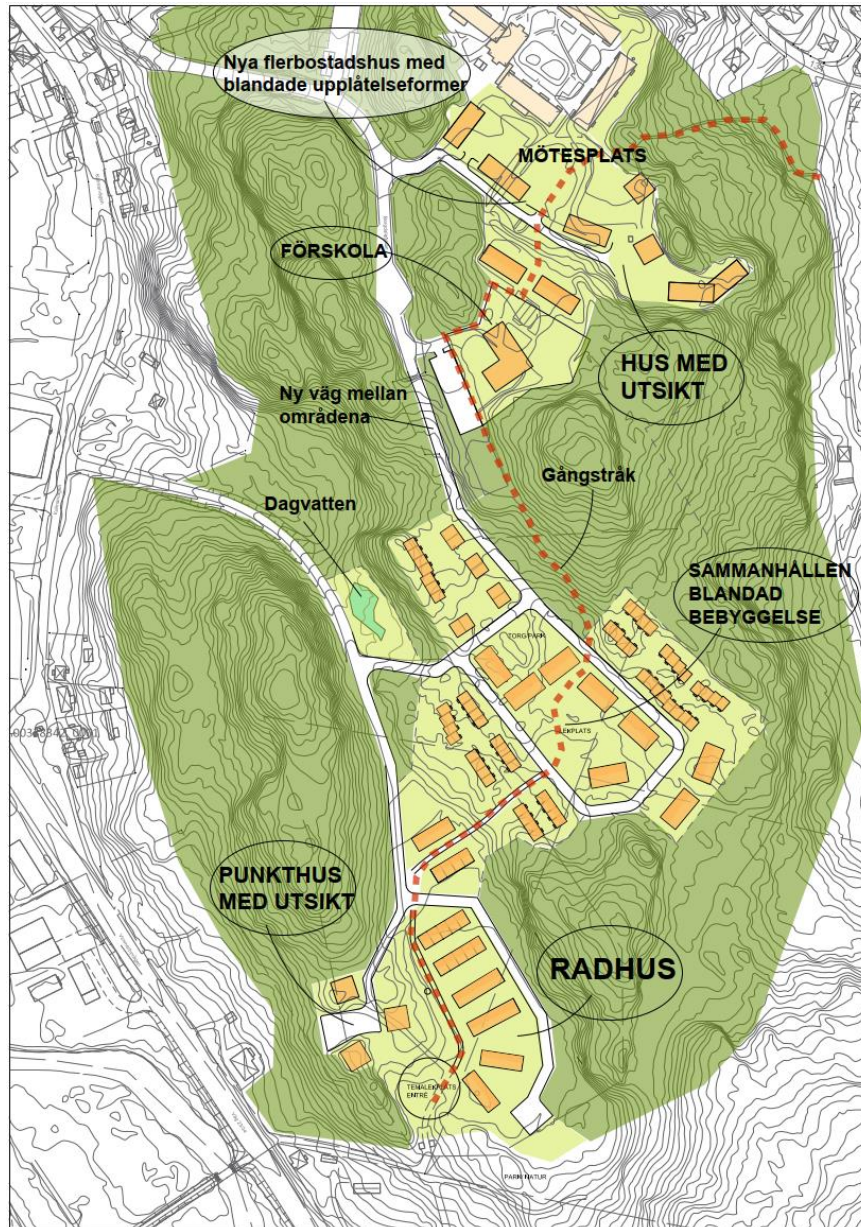 Nya flerbostadshus med
blandade upplåtelseformer
MÖTESPLATS
FÖRSKOLA
HUS MED
UTSIKT
Ny väg mellan
områdena
Gångstråk
Dagvatten
SAMMANHÅLLEN
BLANDAD
BEBYGGELSE
TORG PARK
LEKPLATS
PUNKTHUS
MED UTSIKT
RADHUS
TEMALEKPLATS
ENTRÉ
PARK NATUR